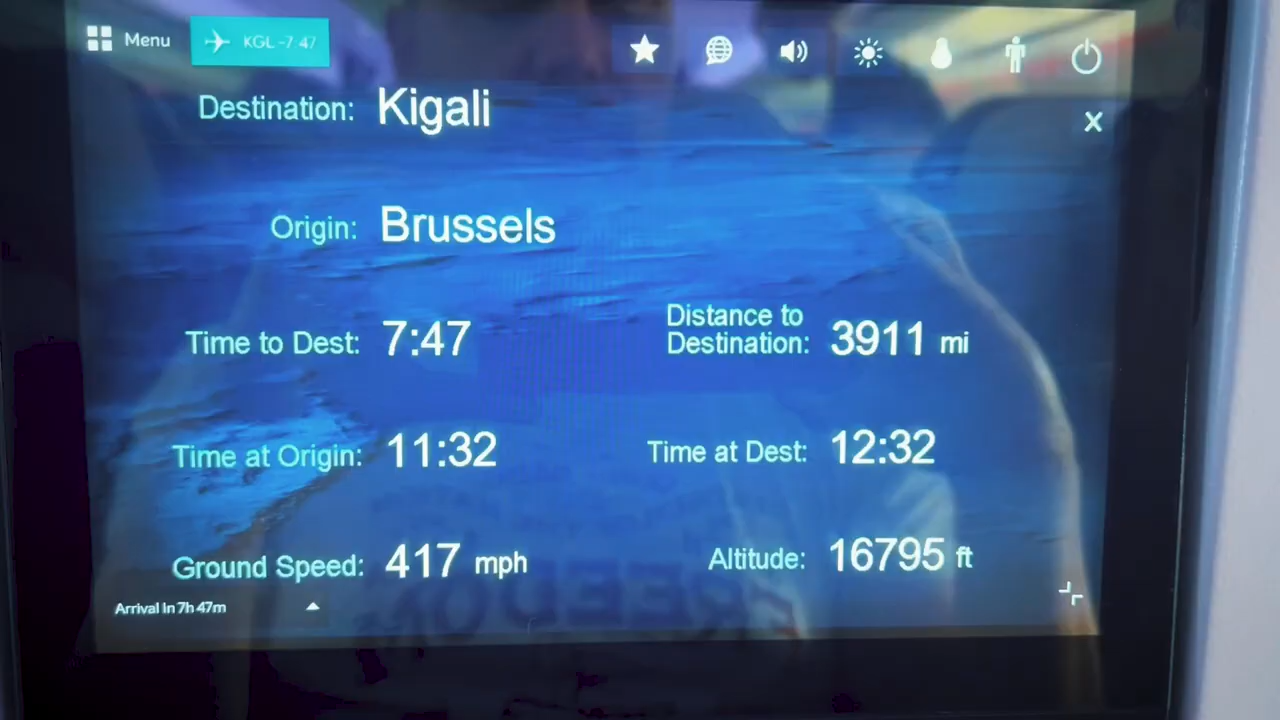 Menu
KGL -7 47
Destination: Kigali
X
Origin: Brussels
Time to Dest: 7:47
Distance to
Destination: 3911 mi
Time at Origin: 11:32
Time at Dest: 12:32
Ground Speed: 417 mph
Altitude: 16795 ft
Arrival in 7h 47m
FREEDOM